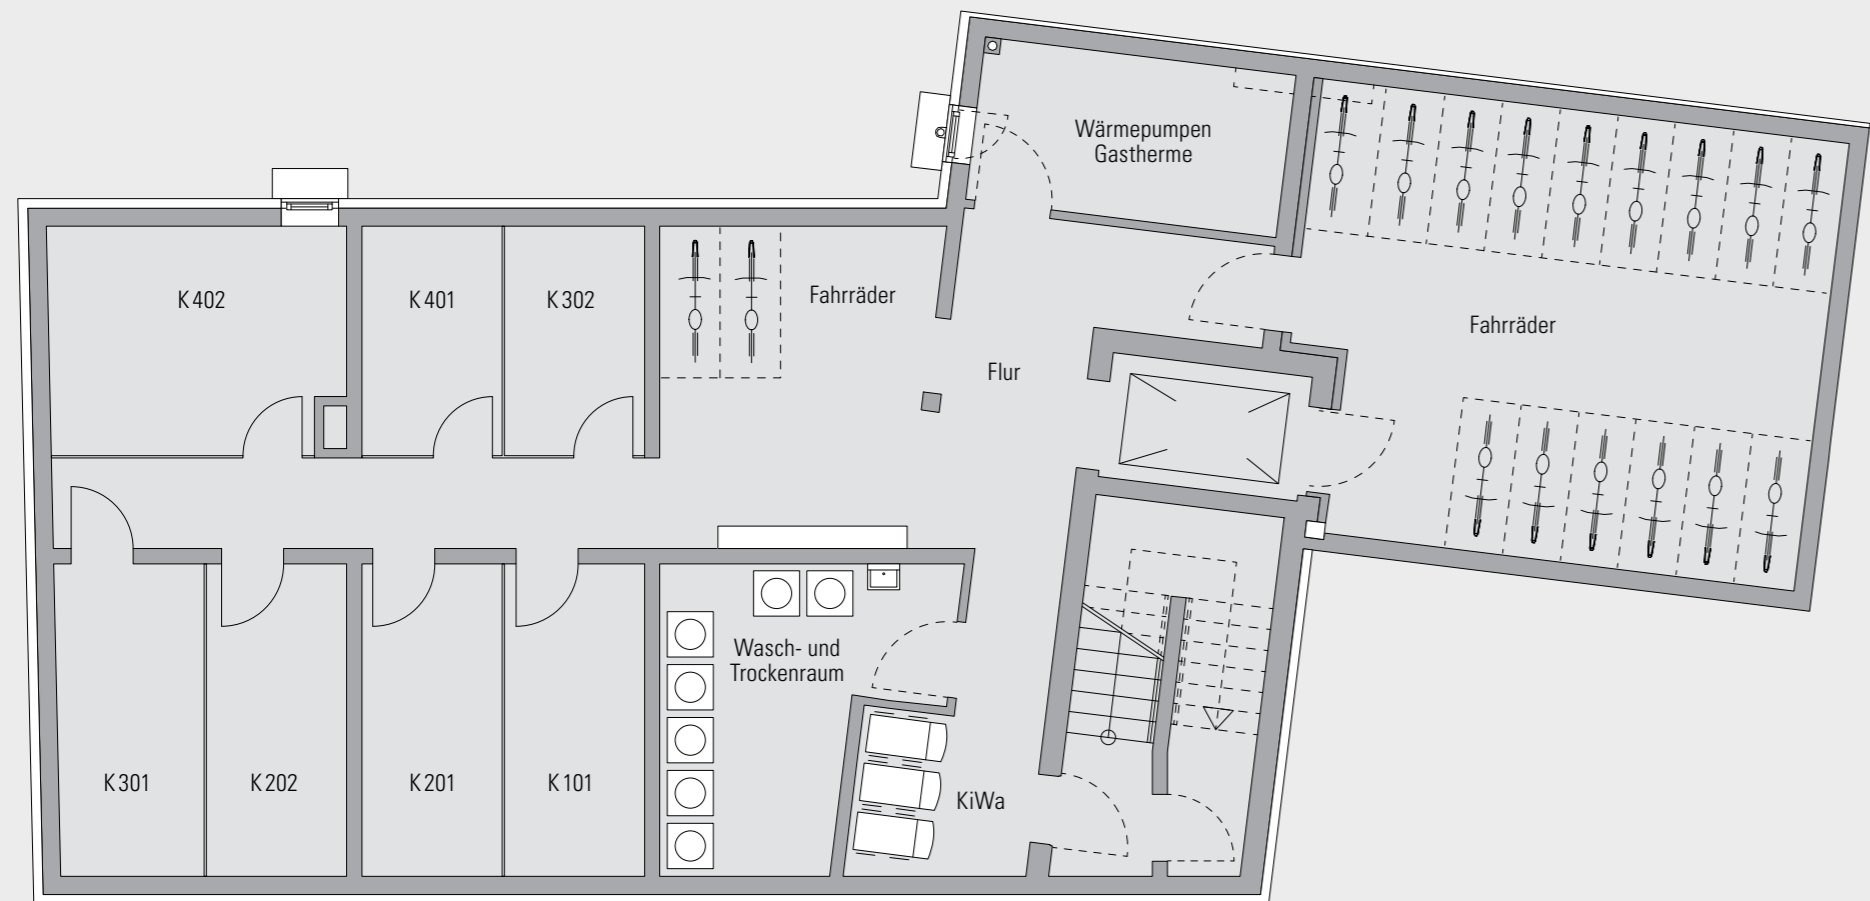 Wärmepumpen
Gastherme
K 402
K 401
K 302
Fahrräder
Fahrräder
Flur
Wasch- und
Trockenraum
K 301
K 202
K 201
K 101
KiWa